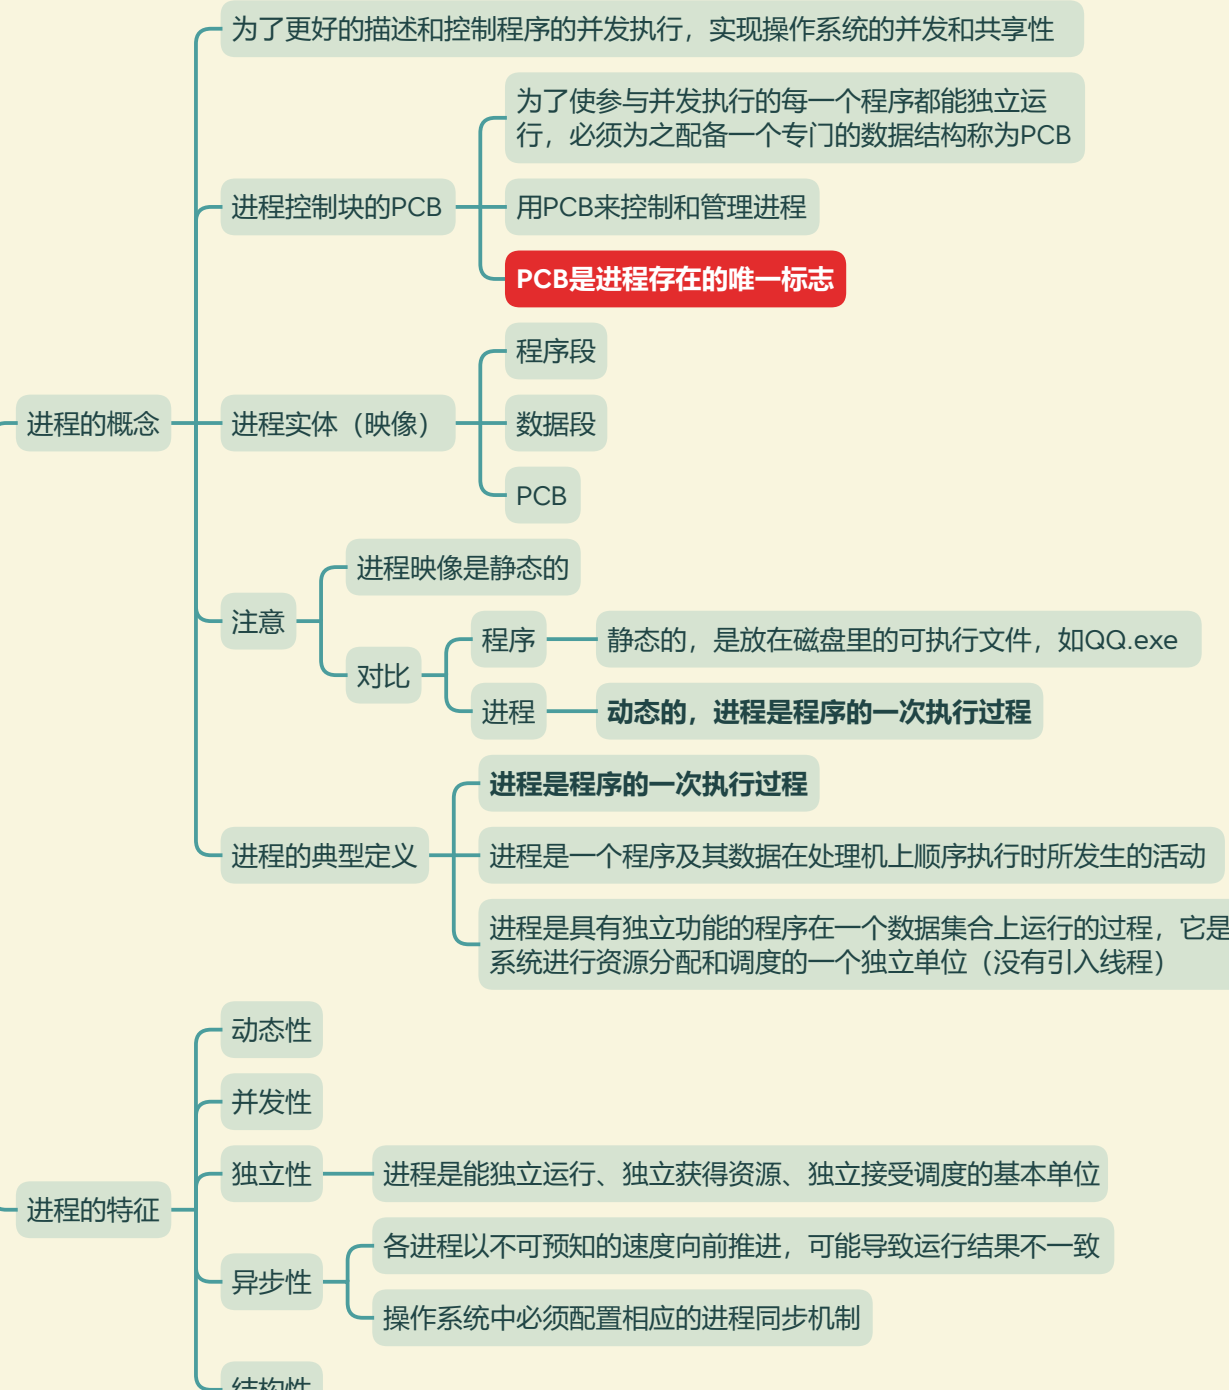 为了更好的描述和控制程序的并发执行，实现操作系统的并发和共享性
为了使参与并发执行的每一个程序都能独立运
行，必须为之配备一个专门的数据结构称为PCB
进程控制块的PCB
用PCB来控制和管理进程
PCB是进程存在的唯一标志
程序段
进程的概念
进程实体（映像）
数据段
PCB
进程映像是静态的
注意
程序
静态的，是放在磁盘里的可执行文件，如QQ.exe
对比
进程
动态的，进程是程序的一次执行过程
进程是程序的一次执行过程
进程的典型定义
进程是一个程序及其数据在处理机上顺序执行时所发生的活动
进程是具有独立功能的程序在一个数据集合上运行的过程，它是
系统进行资源分配和调度的一个独立单位（没有引入线程）
动态性
并发性
独立性
进程是能独立运行、独立获得资源、独立接受调度的基本单位
进程的特征
各进程以不可预知的速度向前推进，可能导致运行结果不一致
异步性
操作系统中必须配置相应的进程同步机制
结构性